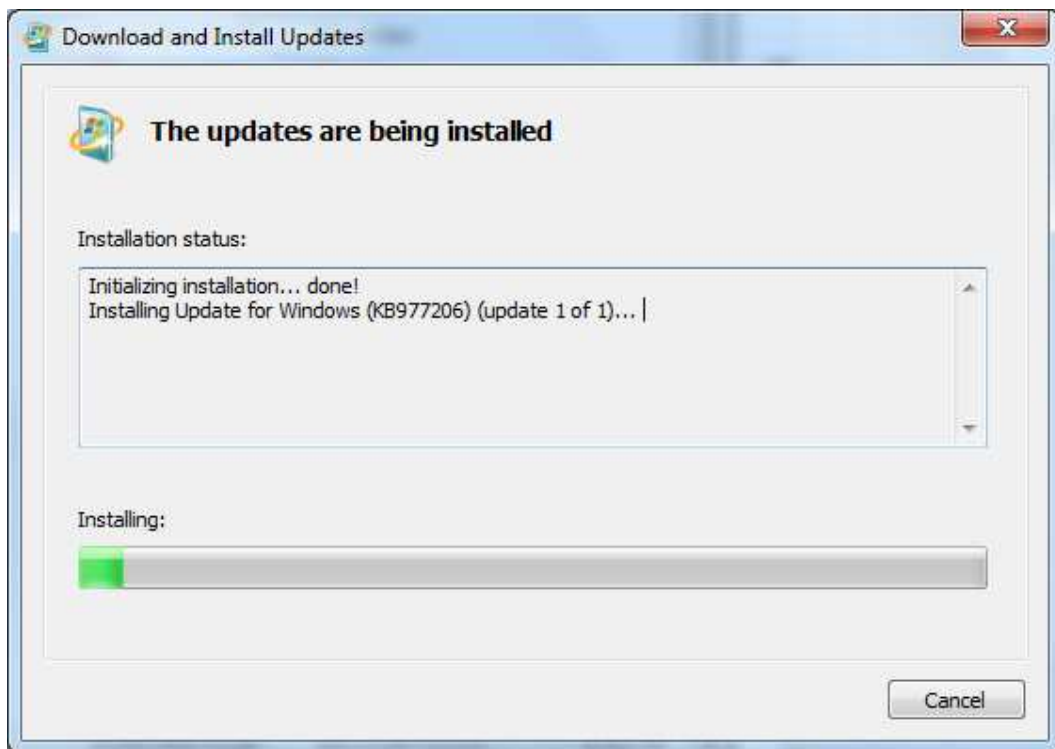 Download and Install Updates
The updates are being installed
Installation status:
Initializing installation... done!
Installing Update for Windows (KB977206) (update 1 of 1)...
Installing:
Cancel